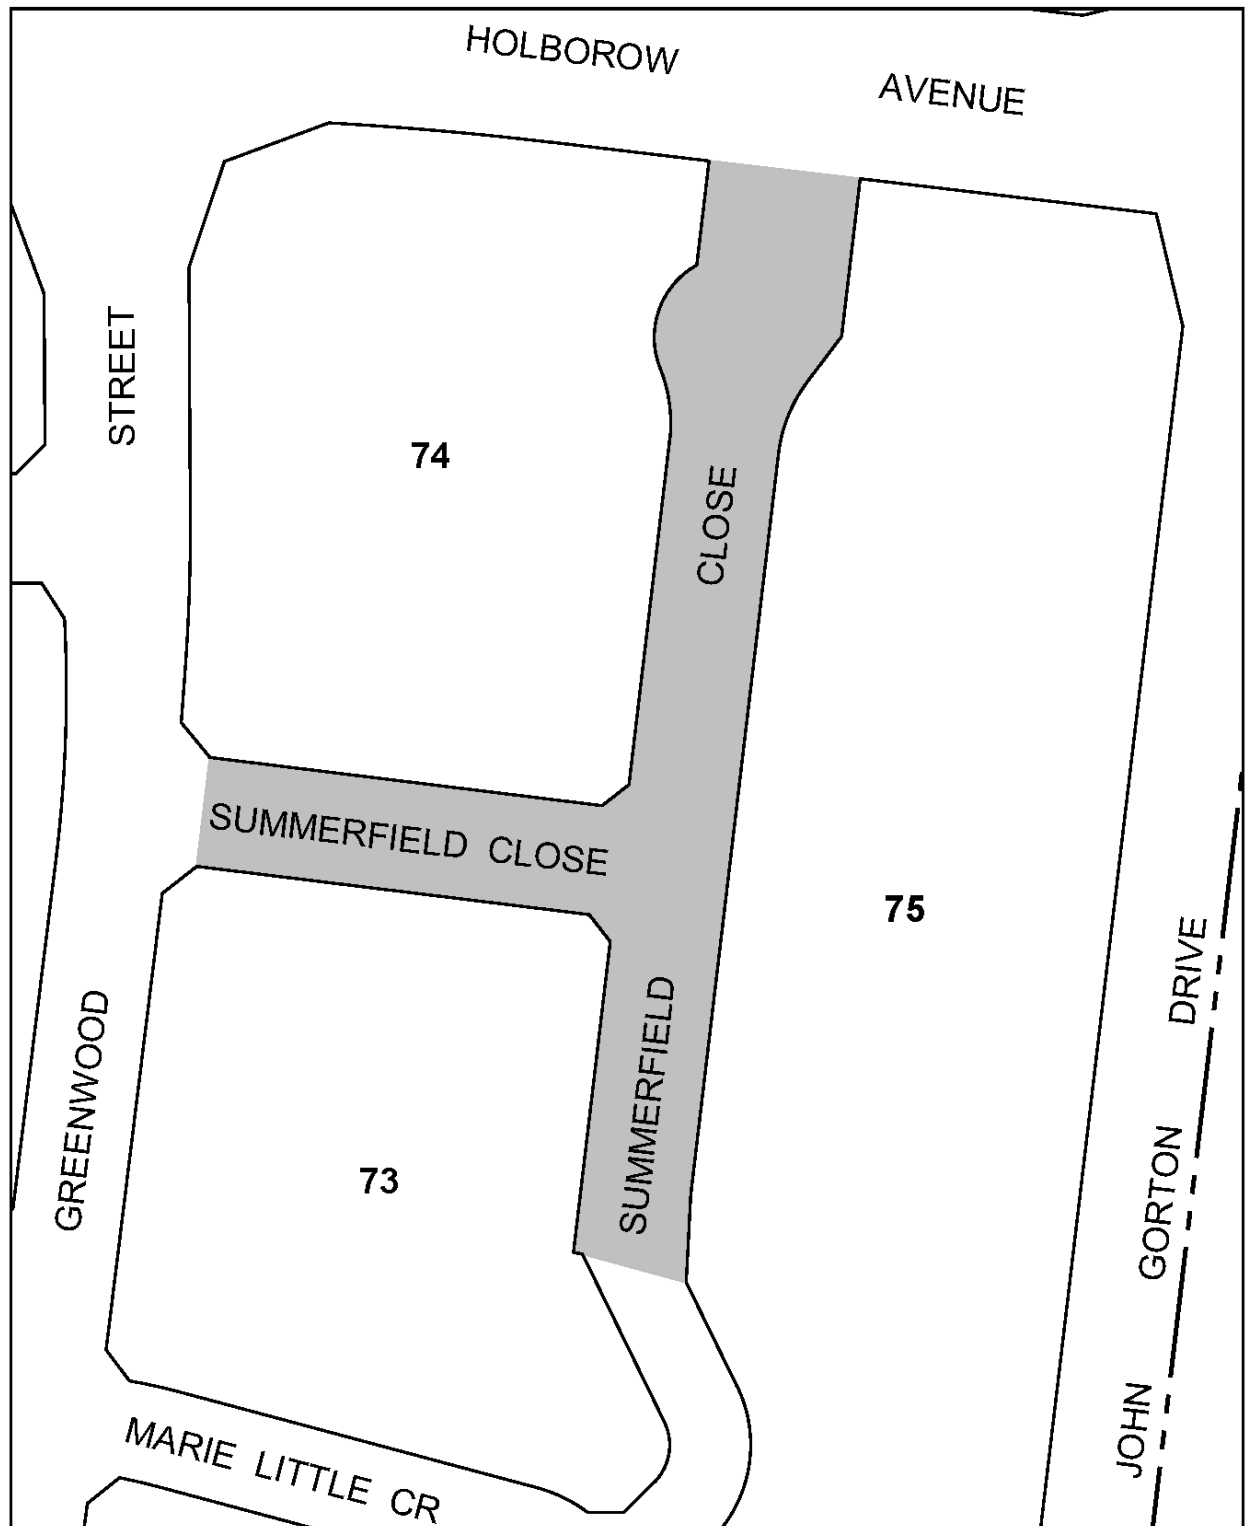 HOLBOROW AVENUE
GREENWOOD STREET
74
SUMMERFIELD CLOSE
SUMMERFIELD CLOSE
75
73
JOHN GORTON DRIVE
MARIE LITTLE CR